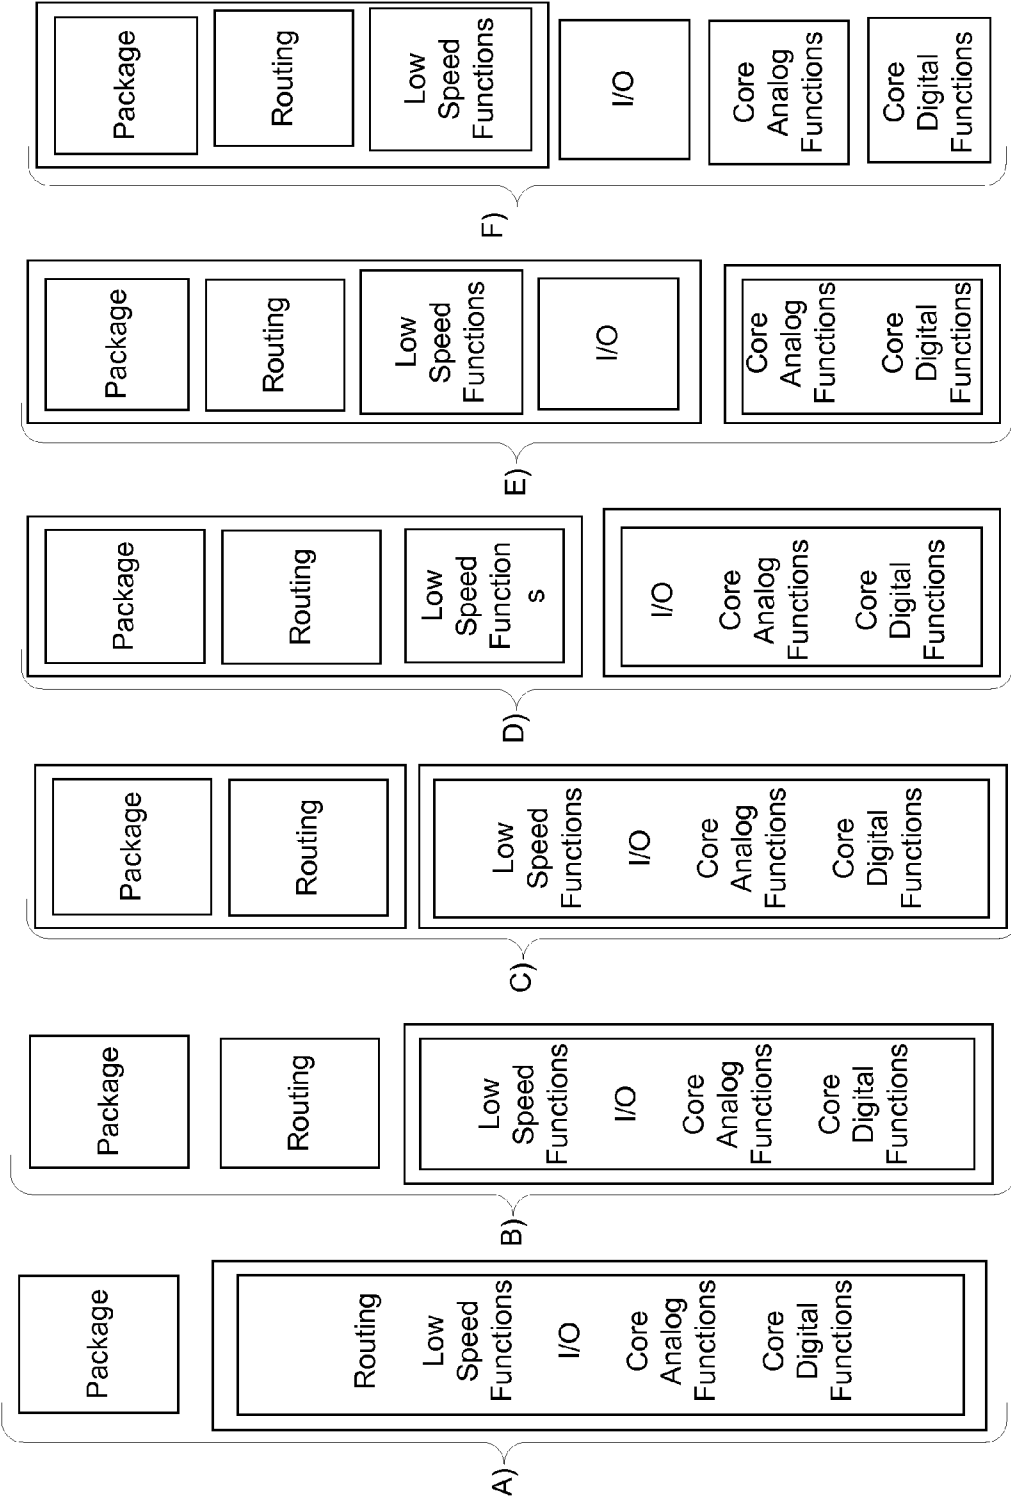 A)
Package
Routing
Low
Speed
Functions
I/O
Core
Analog
Functions
Core
Digital
Functions
B)
Package
Routing
Low
Speed
Functions
I/O
Core
Analog
Functions
Core
Digital
Functions
C)
Package
Routing
Low
Speed
Functions
I/O
Core
Analog
Functions
Core
Digital
Functions
D)
Package
Routing
Low
Speed
Function
s
I/O
Core
Analog
Functions
Core
Digital
Functions
E)
Package
Routing
Low
Speed
Functions
I/O
Core
Analog
Functions
Core
Digital
Functions
F)
Package
Routing
Low
Speed
Functions
I/O
Core
Analog
Functions
Core
Digital
Functions